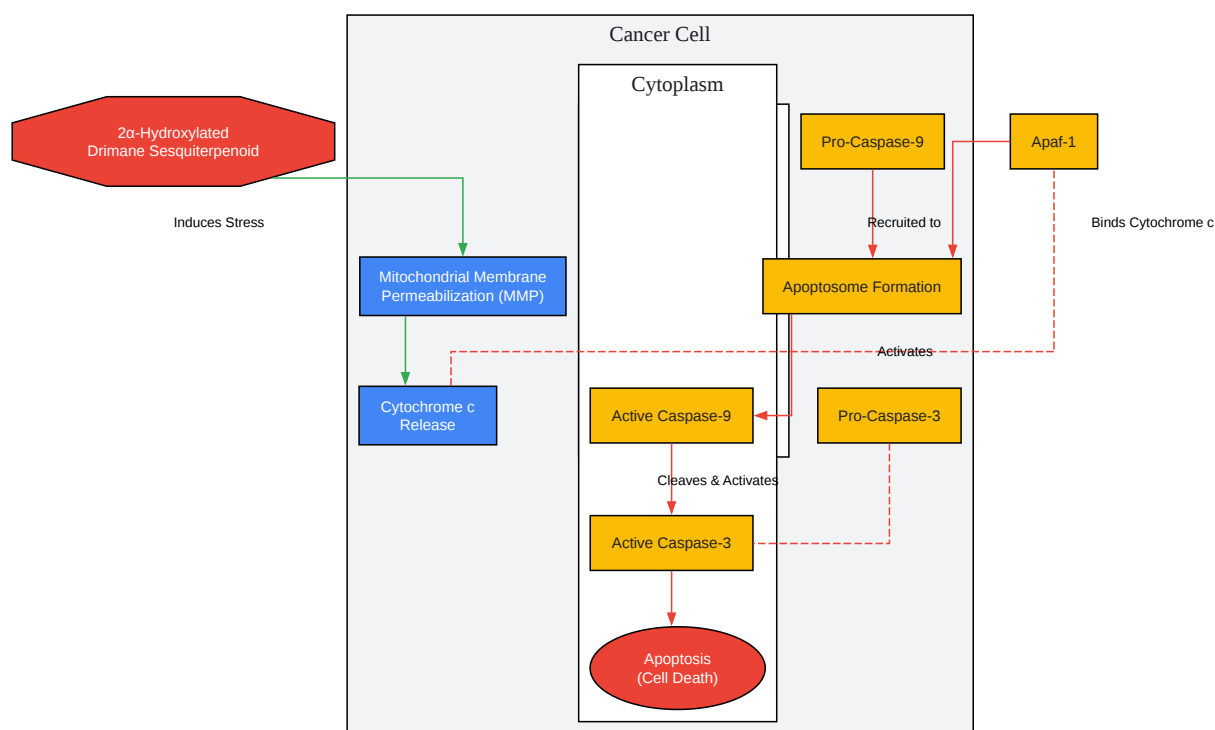 Cancer Cell
Cytoplasm
2α-Hydroxylated
Drimane Sesquiterpenoid
Pro-Caspase-9
Apaf-1
Induces Stress
Recruited to
Binds Cytochrome c
Mitochondrial Membrane
Permeabilization (MMP)
Apoptosome Formation
Activates
Cytochrome c
Release
Active Caspase-9
Pro-Caspase-3
Cleaves & Activates
Active Caspase-3
Apoptosis
(Cell Death)